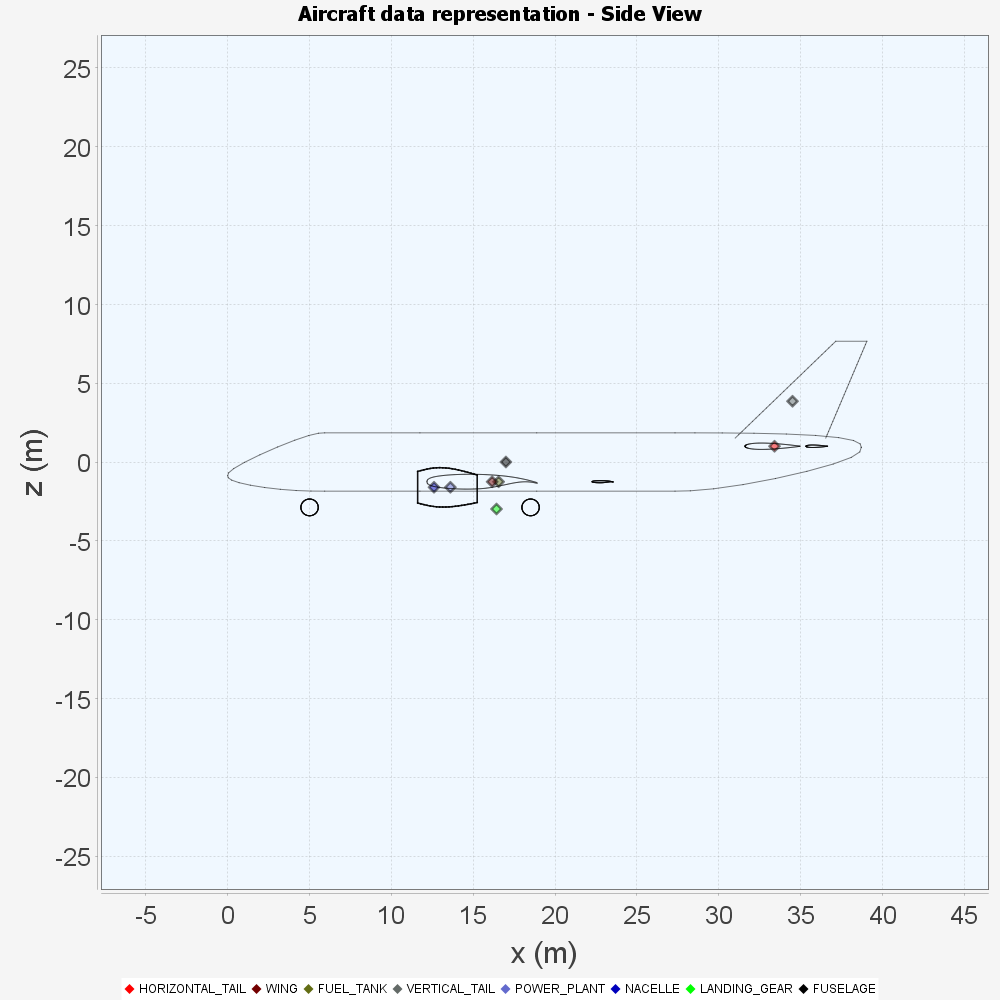 Aircraft data representation - Side View
25
20
15
10
5
0
-5
-10
-15
-20
-25
z (m)
-5 0 5 10 15 20 25 30 35 40 45
x (m)
HORIZONTAL_TAIL WING FUEL_TANK VERTICAL_TAIL POWER_PLANT NACELLE LANDING_GEAR FUSELAGE